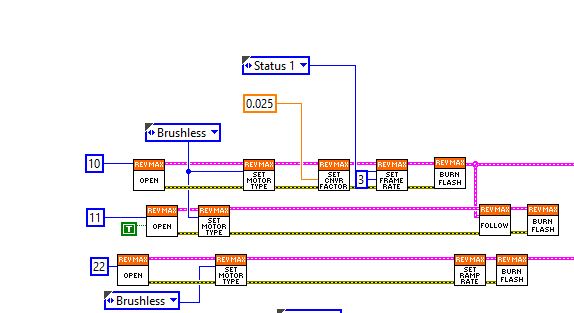 Status 1
0.025
Brushless
10
REV MAX OPEN
REV MAX SET MOTOR TYPE
REV MAX SET CNVR FACTOR
3
REV MAX SET FRAME RATE
REV MAX BURN FLASH
11
T
REV MAX OPEN
REV MAX SET MOTOR TYPE
REV MAX FOLLOW
REV MAX BURN FLASH
22
REV MAX OPEN
REV MAX SET MOTOR TYPE
REV MAX SET RAMP RATE
REV MAX BURN FLASH
Brushless